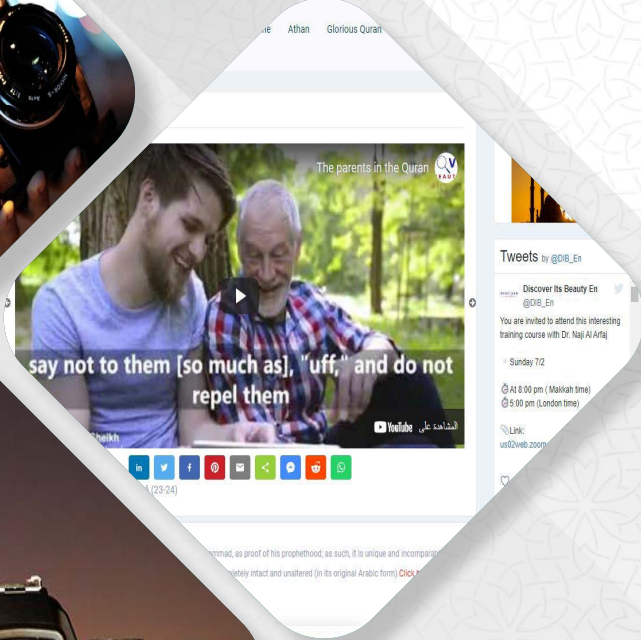 Athan Glorious Quran
The parents in the Quran
say not to them [so much as], "uff," and do not
repel them
YouTube المشاهدة على
(23-24)
as proof of his prophethood; as such, it is unique and
intact and unaltered (in its original Arabic form) Click
Tweets by @DIB_En
Discover Its Beauty En
@DIB_En
You are invited to attend this interesting
training course with Dr. Naji Al Arfaj
Sunday 7/2
At 8:00 pm ( Makkah time)
5:00 pm (London time)
Link:
us02web.zoom